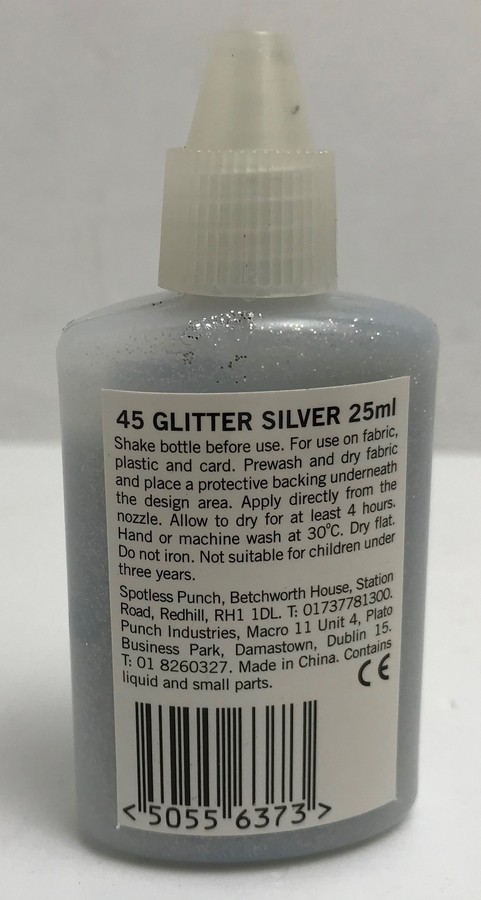 45 GLITTER SILVER 25ml
Shake bottle before use. For use on fabric,
plastic and card. Prewash and dry fabric
and place a protective backing underneath
the design area. Apply directly from the
nozzle. Allow to dry for at least 4 hours.
Hand or machine wash at 30°C. Dry flat.
Do not iron. Not suitable for children under
three years.
Spotless Punch, Betchworth House, Station
Road, Redhill, RH1 1DL. T: 01737781300.
Punch Industries, Macro 11 Unit 4, Plato
Business Park, Damastown, Dublin 15.
T: 01 8260327. Made in China. Contains
liquid and small parts.
CE
<5055 6373>